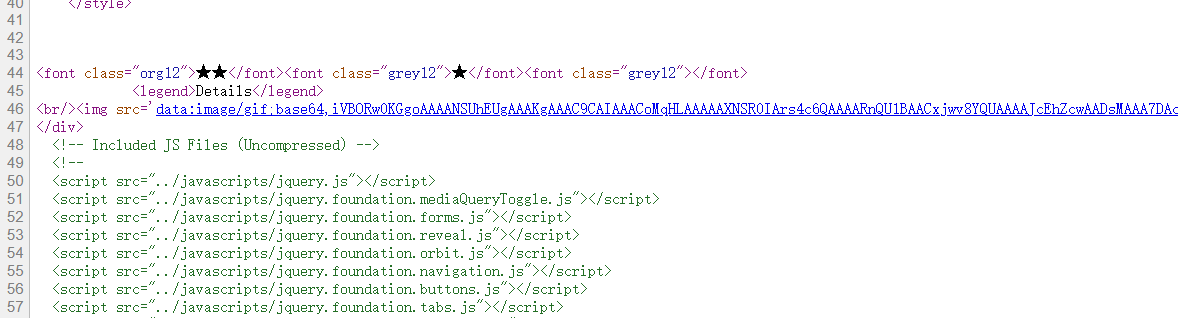 40 </style>
41
42
43
44 <font class="org12">★★</font><font class="grey12">★</font><font class="grey12"></font>
45 <legend>Details</legend>
46 <br/><img src='data:image/gif;base64,iVBORw0KGgoAAAANSUhEUgAAAKgAAAC9CAIAAACoMqHLAAAAAXNSR0IArs4c6QAAAARnQU1BAACxjwv8YQUAAAAJcEhZcwAADsMAAA7DAc
47 </div>
48 <!-- Included JS Files (Uncompressed) -->
49 <!--
50 <script src="../javascripts/jquery.js"></script>
51 <script src="../javascripts/jquery.foundation.mediaQueryToggle.js"></script>
52 <script src="../javascripts/jquery.foundation.forms.js"></script>
53 <script src="../javascripts/jquery.foundation.reveal.js"></script>
54 <script src="../javascripts/jquery.foundation.orbit.js"></script>
55 <script src="../javascripts/jquery.foundation.navigation.js"></script>
56 <script src="../javascripts/jquery.foundation.buttons.js"></script>
57 <script src="../javascripts/jquery.foundation.tabs.js"></script>